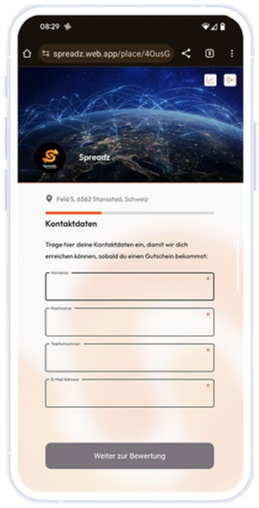 08:29
spreadz.web.app/place/4OusG
Spreadz
Feld 5, 6362 Stansstad, Schweiz
Kontaktdaten
Trage hier deine Kontaktdaten ein, damit wir dich
erreichen können, sobald du einen Gutschein bekommst:
Vorname
Nachname
Telefonnummer
E-Mail Adresse
Weiter zur Bewertung